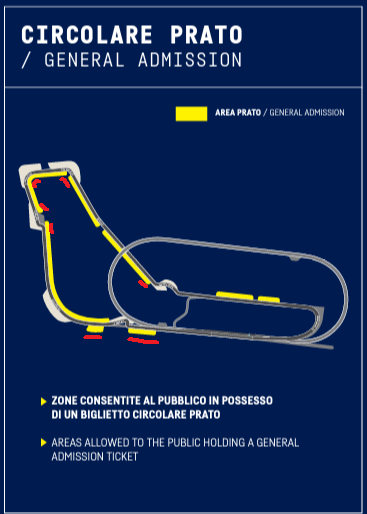 CIRCOLARE PRATO
/ GENERAL ADMISSION
AREA PRATO / GENERAL ADMISSION
ZONE CONSENTITE AL PUBBLICO IN POSSESSO
DI UN BIGLIETTO CIRCOLARE PRATO
AREAS ALLOWED TO THE PUBLIC HOLDING A GENERAL
ADMISSION TICKET